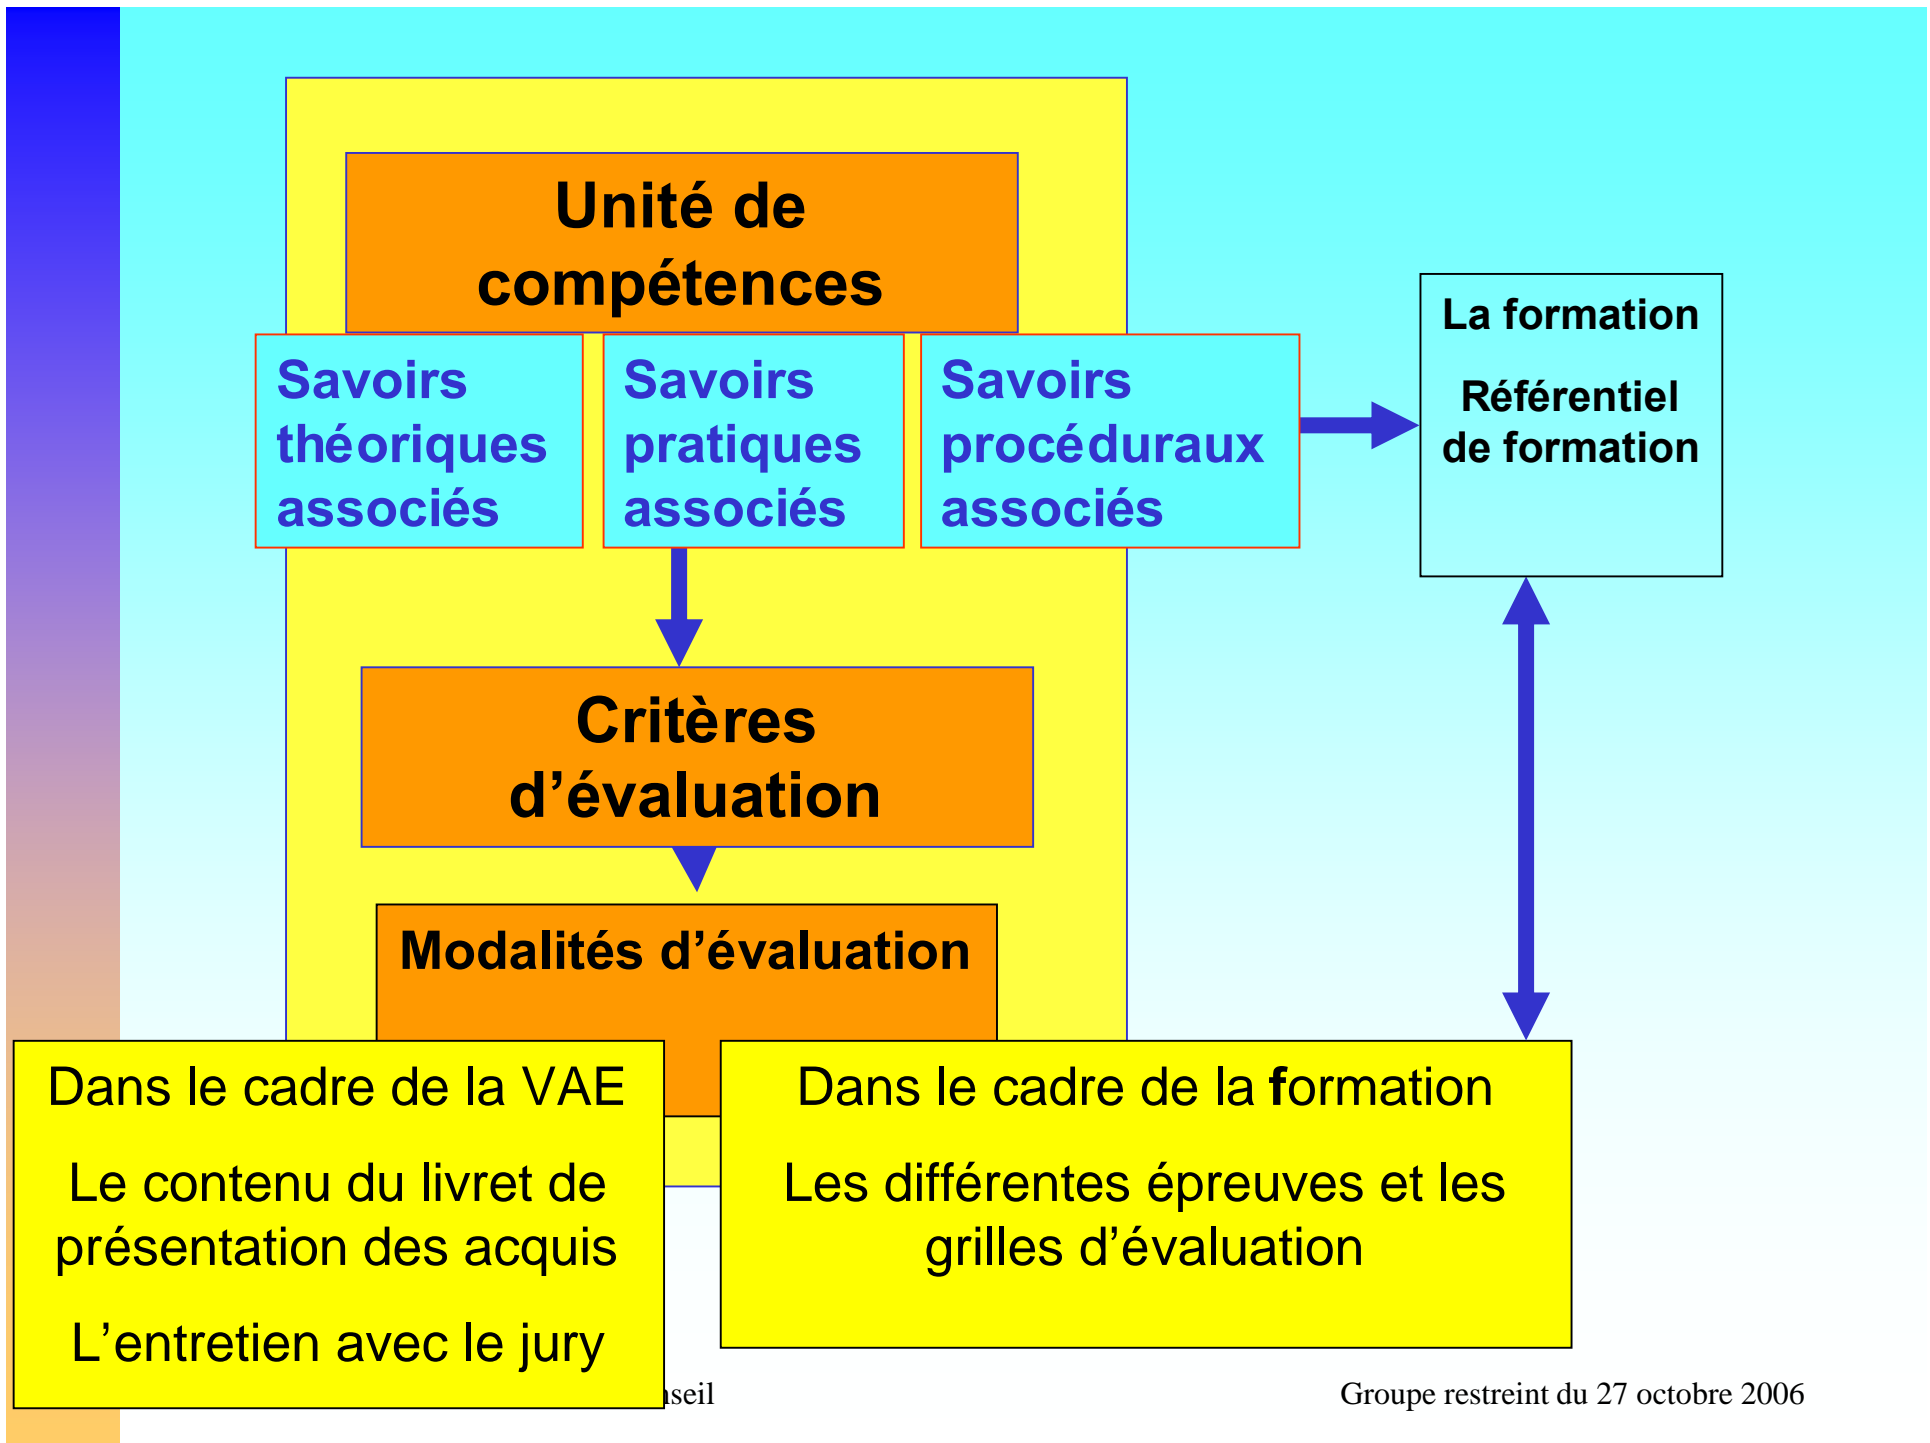 Unité de
compétences
Savoirs
théoriques
associés
Savoirs
pratiques
associés
Savoirs
procéduraux
associés
La formation
Référentiel
de formation
Critères
d’évaluation
Modalités d’évaluation
Dans le cadre de la VAE
Le contenu du livret de
présentation des acquis
L’entretien avec le jury
Dans le cadre de la formation
Les différentes épreuves et les
grilles d’évaluation
Groupe restreint du 27 octobre 2006